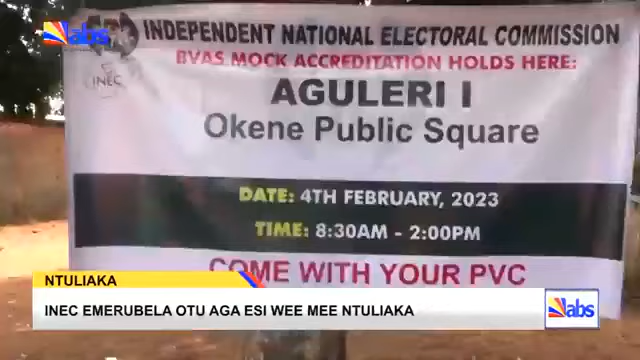 abs
INDEPENDENT NATIONAL ELECTORAL COMMISSION
INEC
BVAS MOCK ACCREDITATION HOLDS HERE:
AGULERI I
Okene Public Square
DATE: 4TH FEBRUARY, 2023
TIME: 8:30AM - 2:00PM
COME WITH YOUR PVC
NTULIAKA
INEC EMERUBELA OTU AGA ESI WEE MEE NTULIAKA
abs